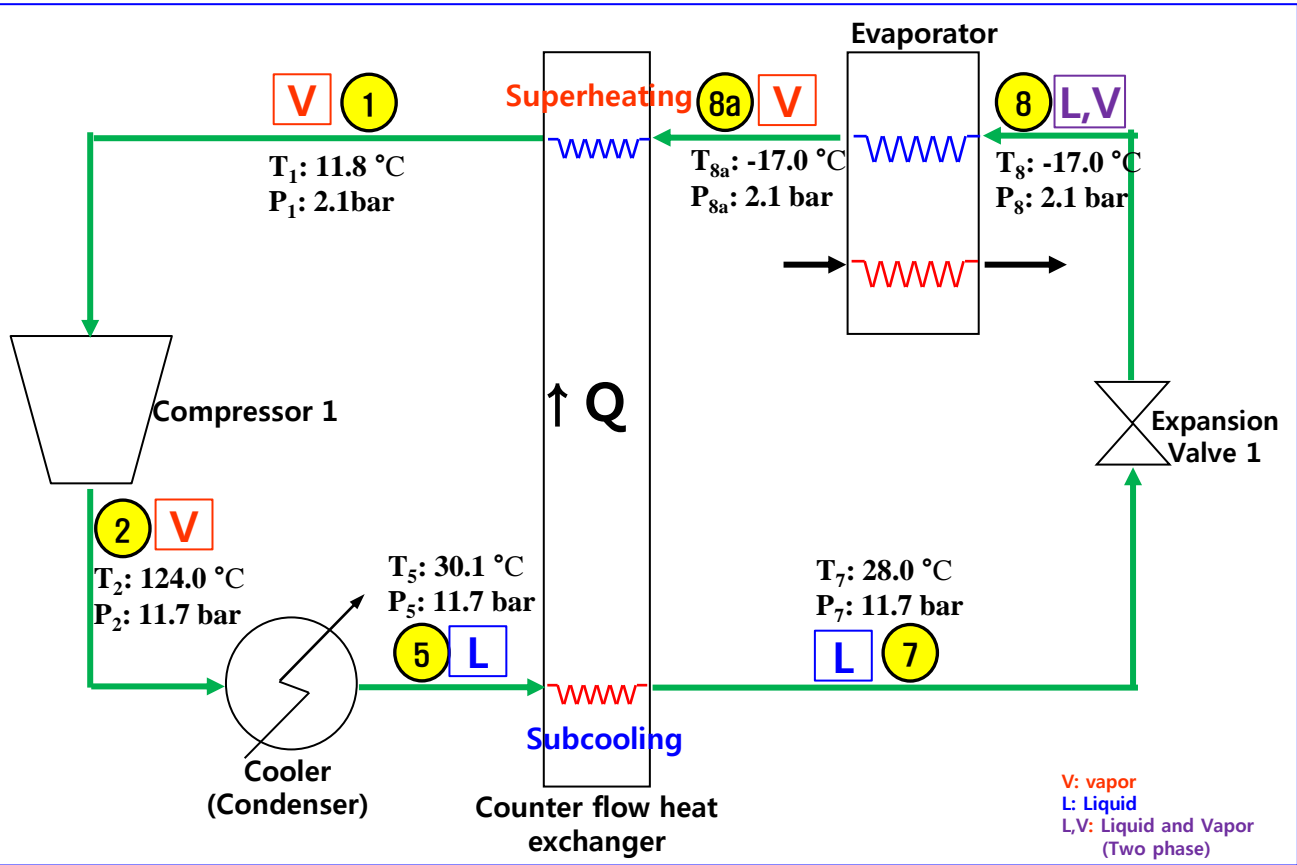 Evaporator
V
1
Superheating
8a
V
8
L,V
T1: 11.8 °C
P1: 2.1bar
T8a: -17.0 °C
P8a: 2.1 bar
T8: -17.0 °C
P8: 2.1 bar
↑ Q
Compressor 1
Expansion
Valve 1
2
V
T2: 124.0 °C
P2: 11.7 bar
T5: 30.1 °C
P5: 11.7 bar
5
L
T7: 28.0 °C
P7: 11.7 bar
L
7
Subcooling
Cooler
(Condenser)
Counter flow heat
exchanger
V: vapor
L: Liquid
L,V: Liquid and Vapor
(Two phase)